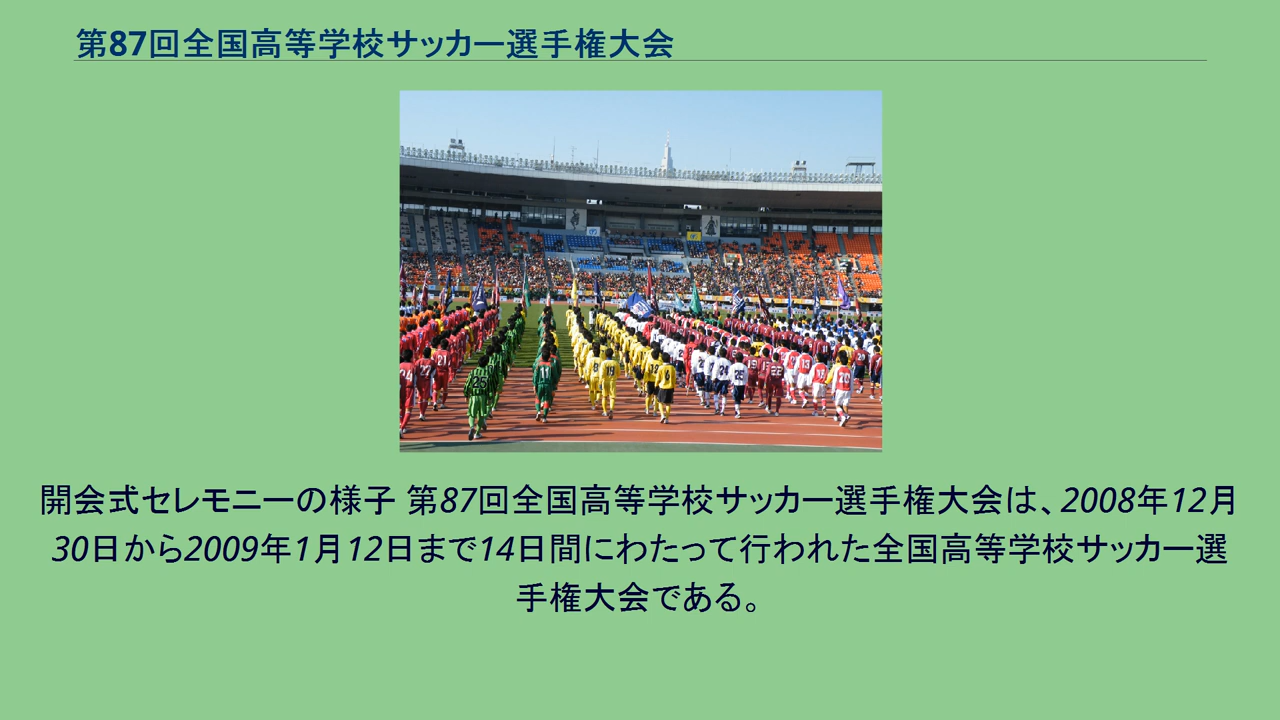 第87回全国高等学校サッカー選手権大会
開会式セレモニーの様子 第87回全国高等学校サッカー選手権大会は、2008年12月
30日から2009年1月12日まで14日間にわたって行われた全国高等学校サッカー選
手権大会である。